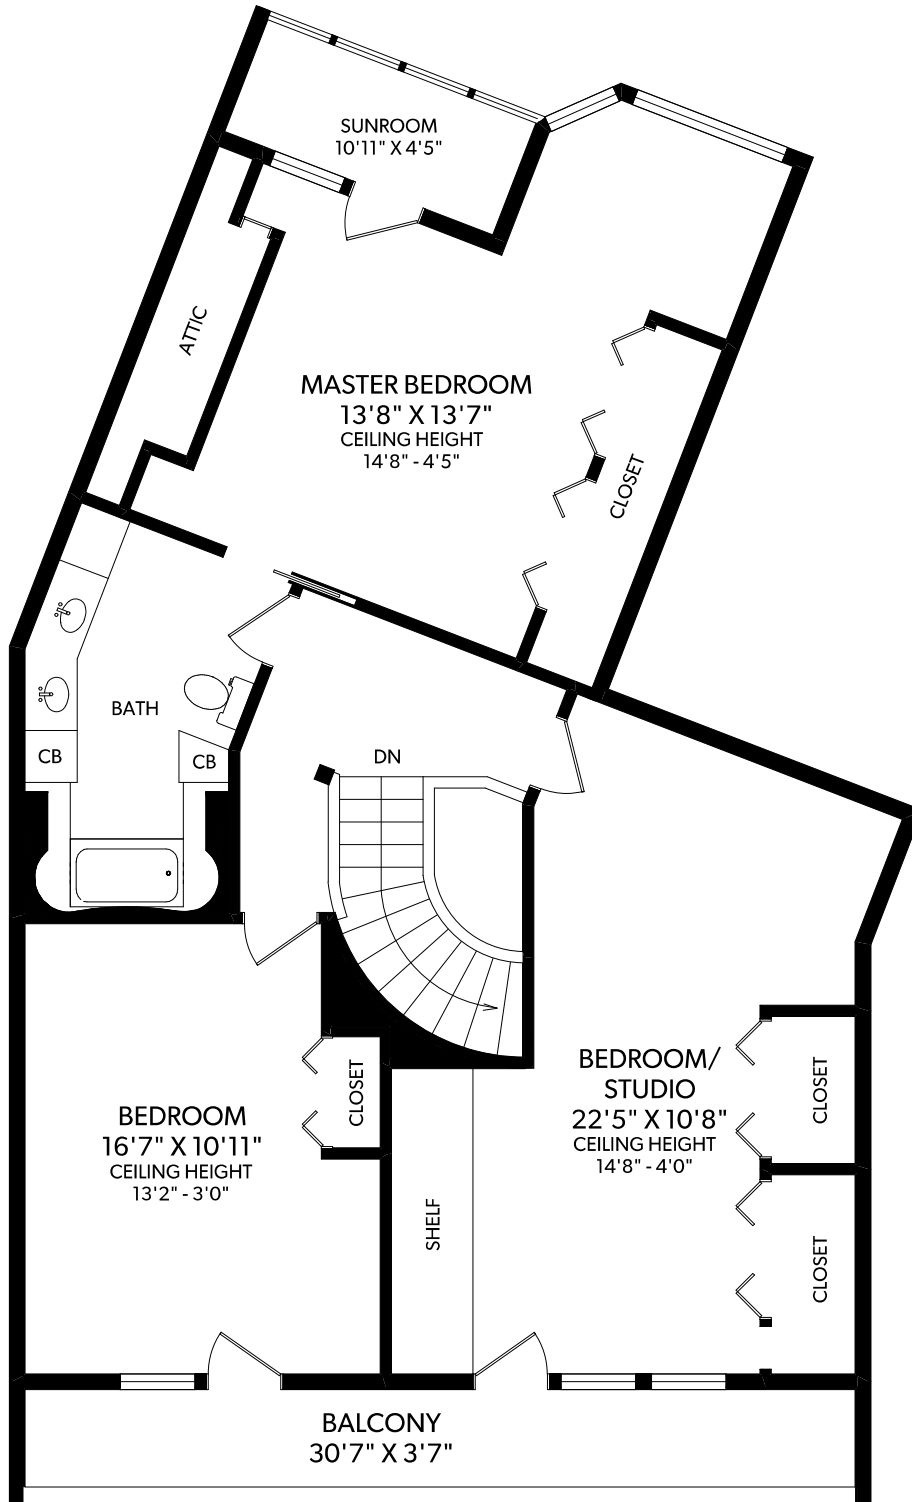 SUNROOM
10'11" X 4'5"
ATTIC
MASTER BEDROOM
13'8" X 13'7"
CEILING HEIGHT
14'8" - 4'5"
CLOSET
BATH
CB
CB
DN
BEDROOM
16'7" X 10'11"
CEILING HEIGHT
13'2" - 3'0"
CLOSET
SHELF
BEDROOM/
STUDIO
22'5" X 10'8"
CEILING HEIGHT
14'8" - 4'0"
CLOSET
CLOSET
BALCONY
30'7" X 3'7"